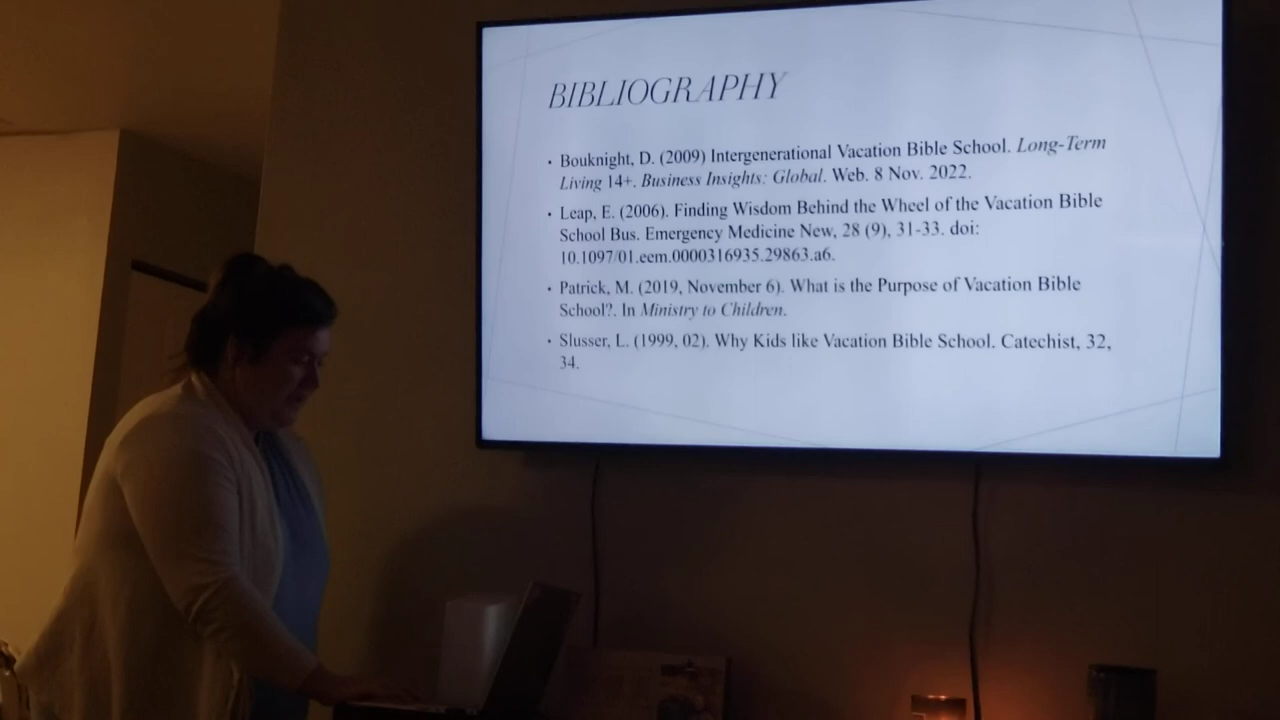 BIBLIOGRAPHY
• Bouknight, D. (2009) Intergenerational Vacation Bible School. Long-Term
Living 14+. Business Insights: Global. Web. 8 Nov. 2022.
• Leap, E. (2006). Finding Wisdom Behind the Wheel of the Vacation Bible
School Bus. Emergency Medicine New, 28 (9), 31-33. doi:
10.1097/01.eem.0000316935.29863.a6.
• Patrick, M. (2019, November 6). What is the Purpose of Vacation Bible
School?. In Ministry to Children.
• Slusser, L. (1999, 02). Why Kids like Vacation Bible School. Catechist, 32,
34.